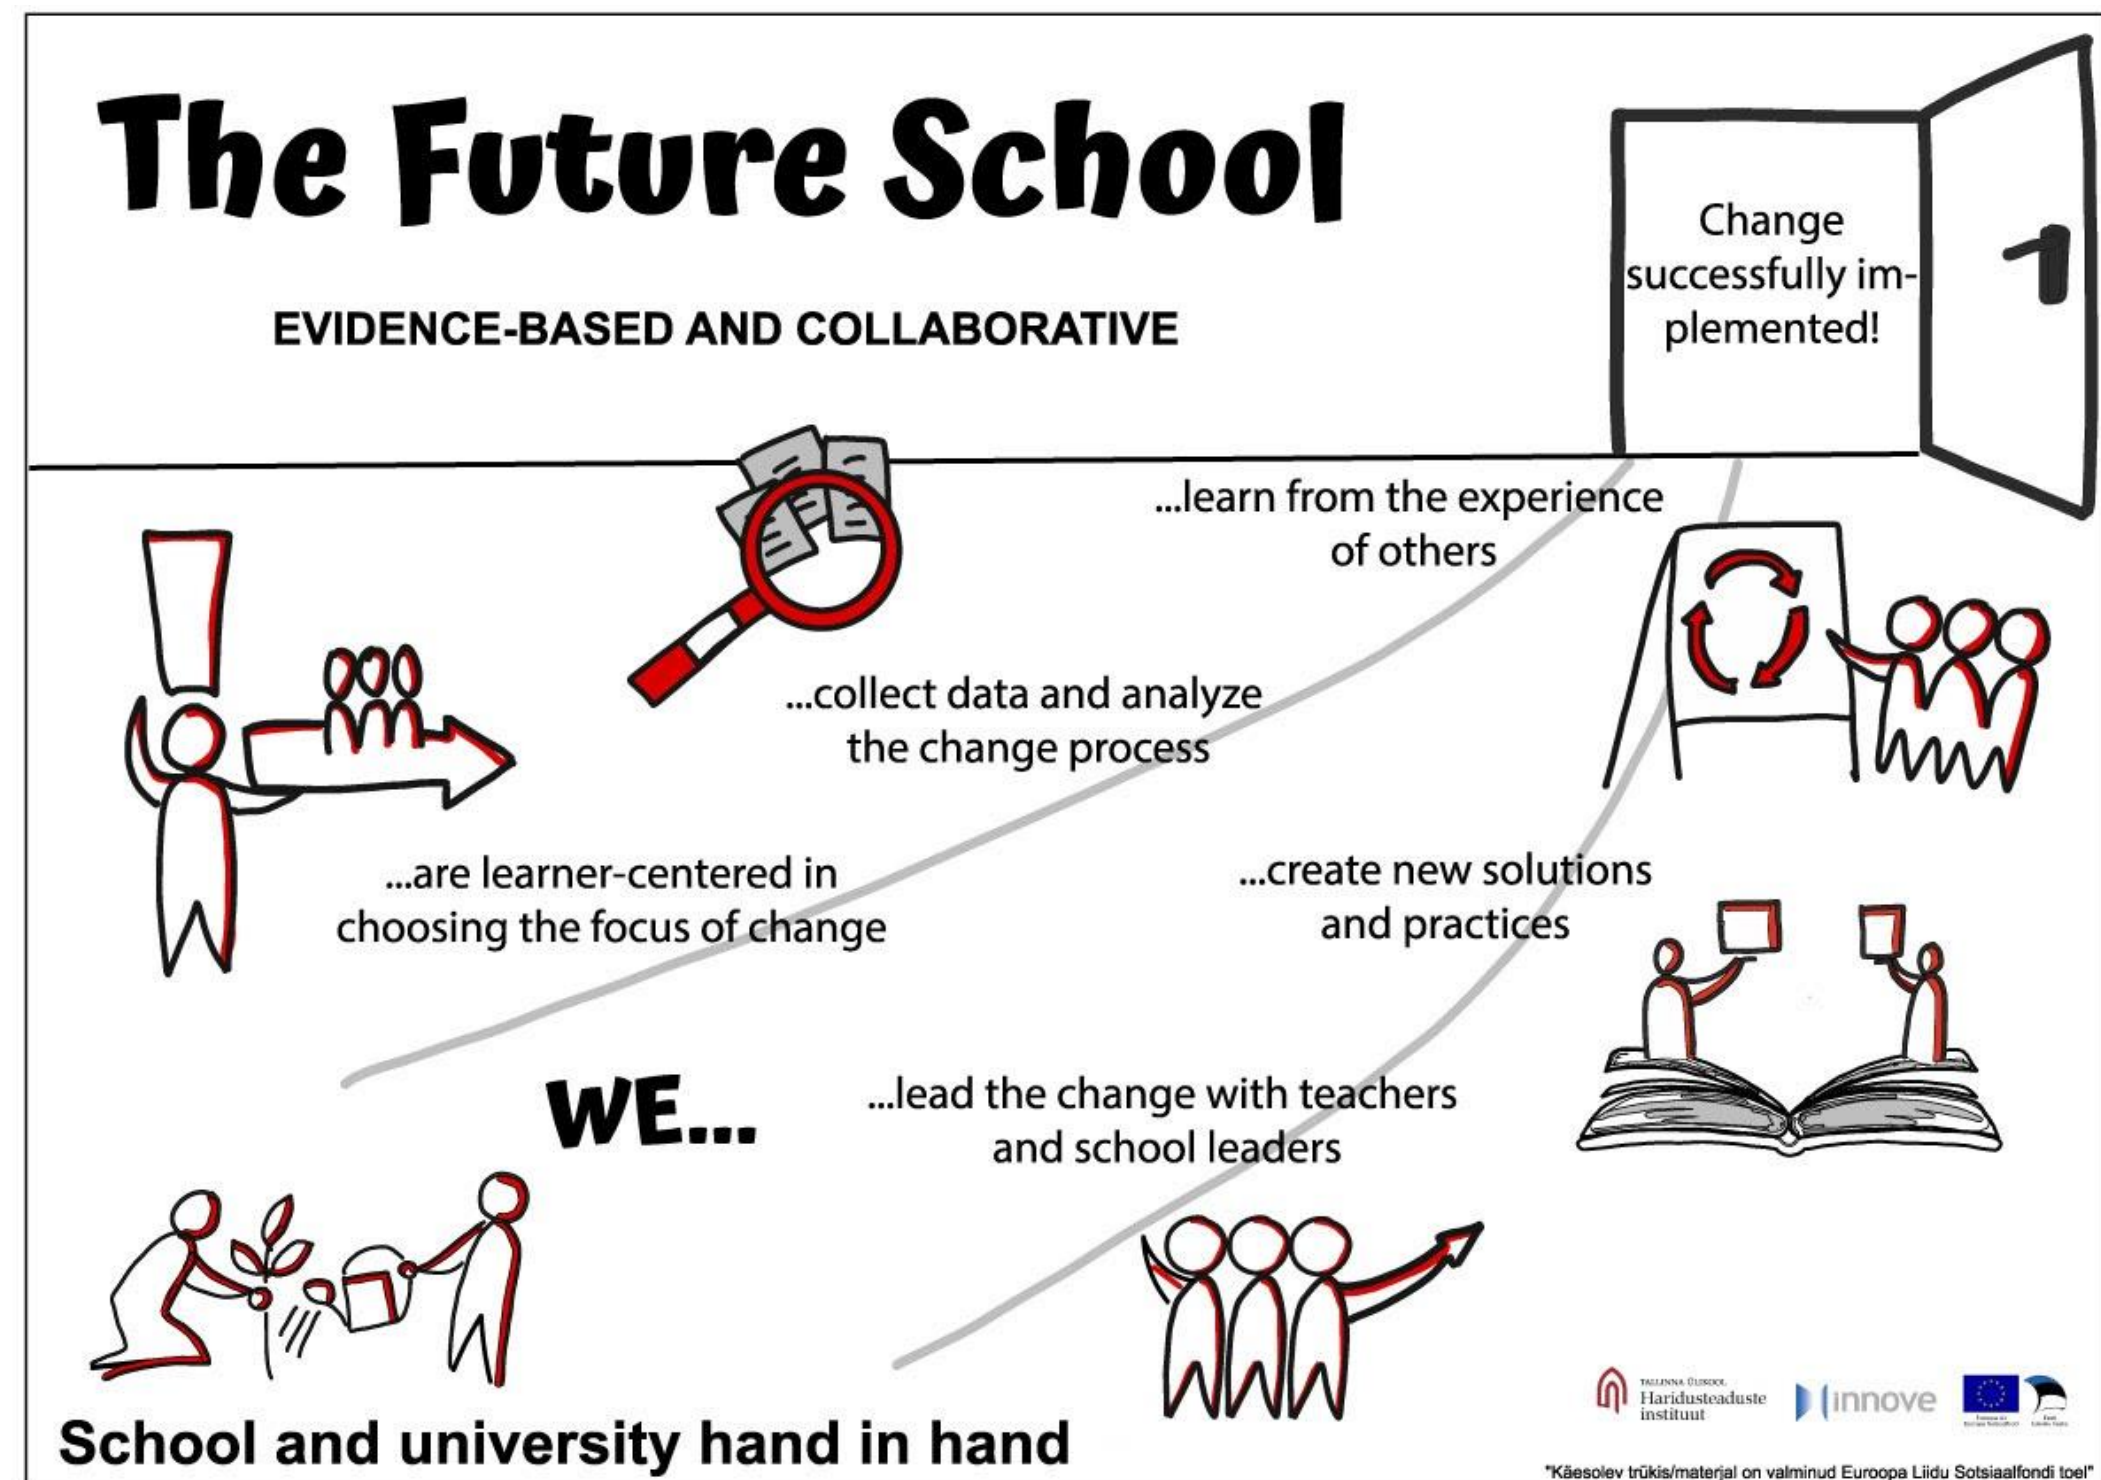 The Future School
EVIDENCE-BASED AND COLLABORATIVE
Change
successfully im-
plemented!
...learn from the experience
of others
...collect data and analyze
the change process
...are learner-centered in
choosing the focus of change
...create new solutions
and practices
WE...
...lead the change with teachers
and school leaders
School and university hand in hand
TALLINNA ÜLIKOOL
Haridusteaduste
instituut
innove
"Käesolev trükis/materjal on valminud Euroopa Liidu Sotsiaalfondi toel"